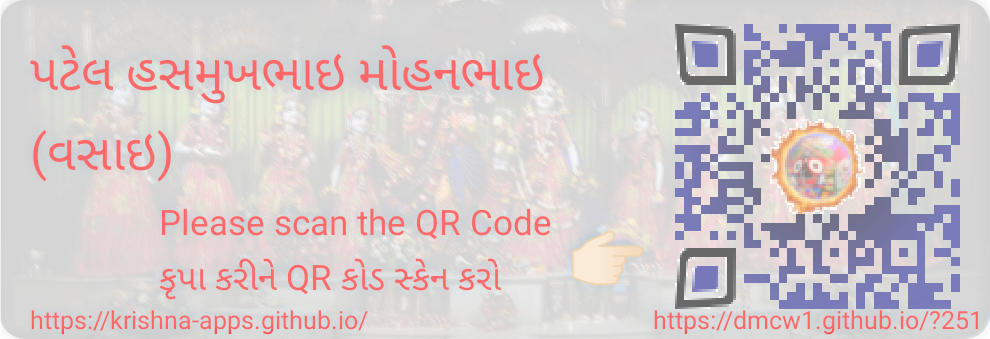 પટેલ હસમુખભાઇ મોહનભાઇ
(વસાઇ)
Please scan the QR Code
કૃપા કરીને QR કોડ સ્કેન કરો
https://krishna-apps.github.io/
https://dmcw1.github.io/?251